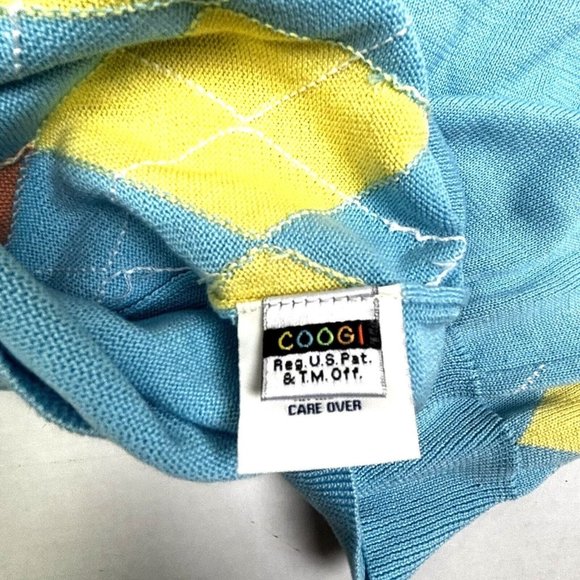 COOGI
Reg. U.S. Pat.
& T.M. Off.
CARE OVER